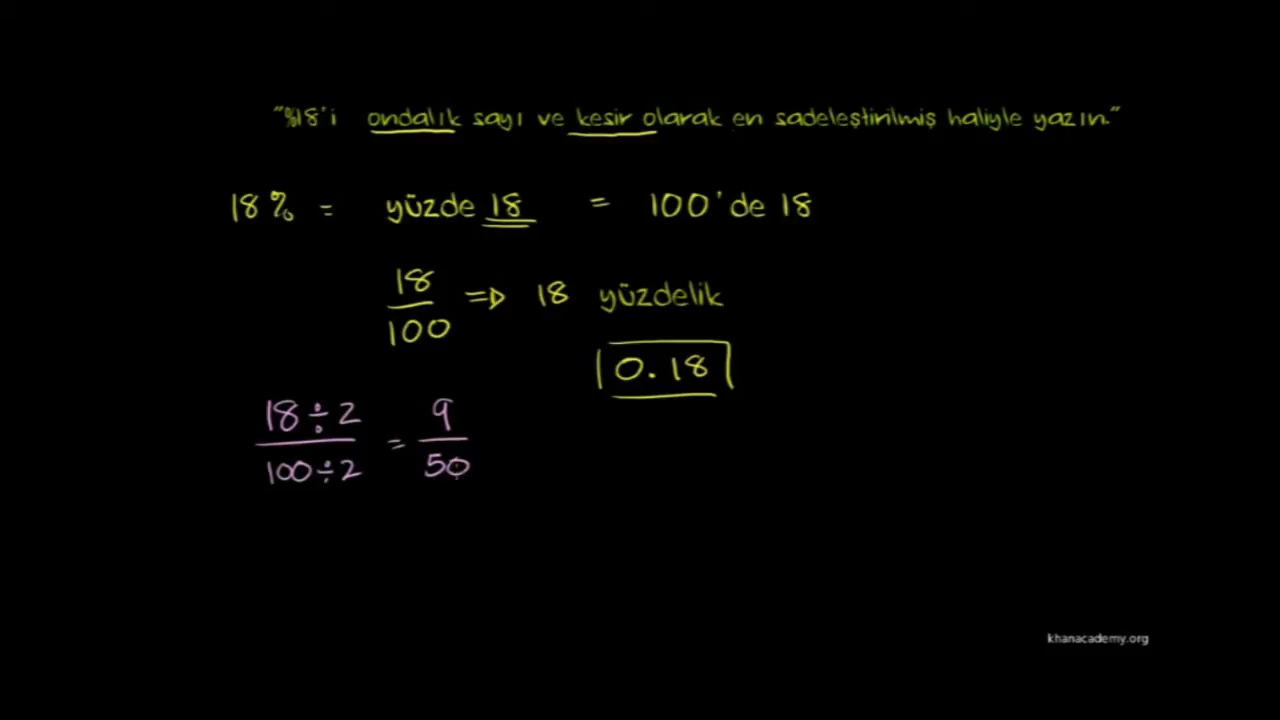 "%18'i ondalık sayı ve kesir olarak en sadeleştirilmiş haliyle yazın."
18% = yüzde 18 = 100'de 18
18/100 => 18 yüzdelik
0.18
18÷2/100÷2 = 9/50
khanacademy.org